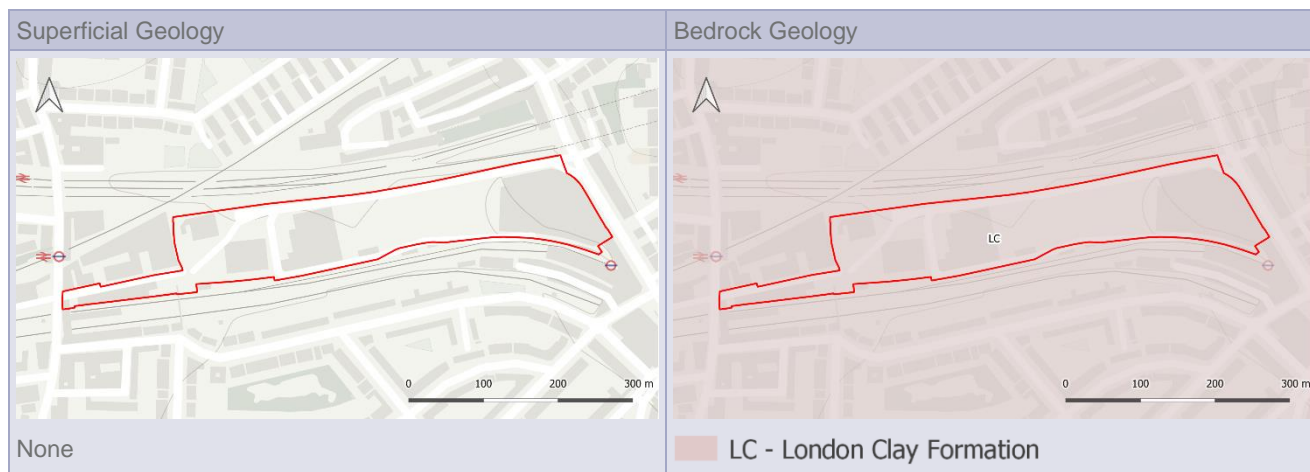 Superficial Geology
Bedrock Geology
LC
0 100 200 300 m
0 100 200 300 m
None
LC - London Clay Formation